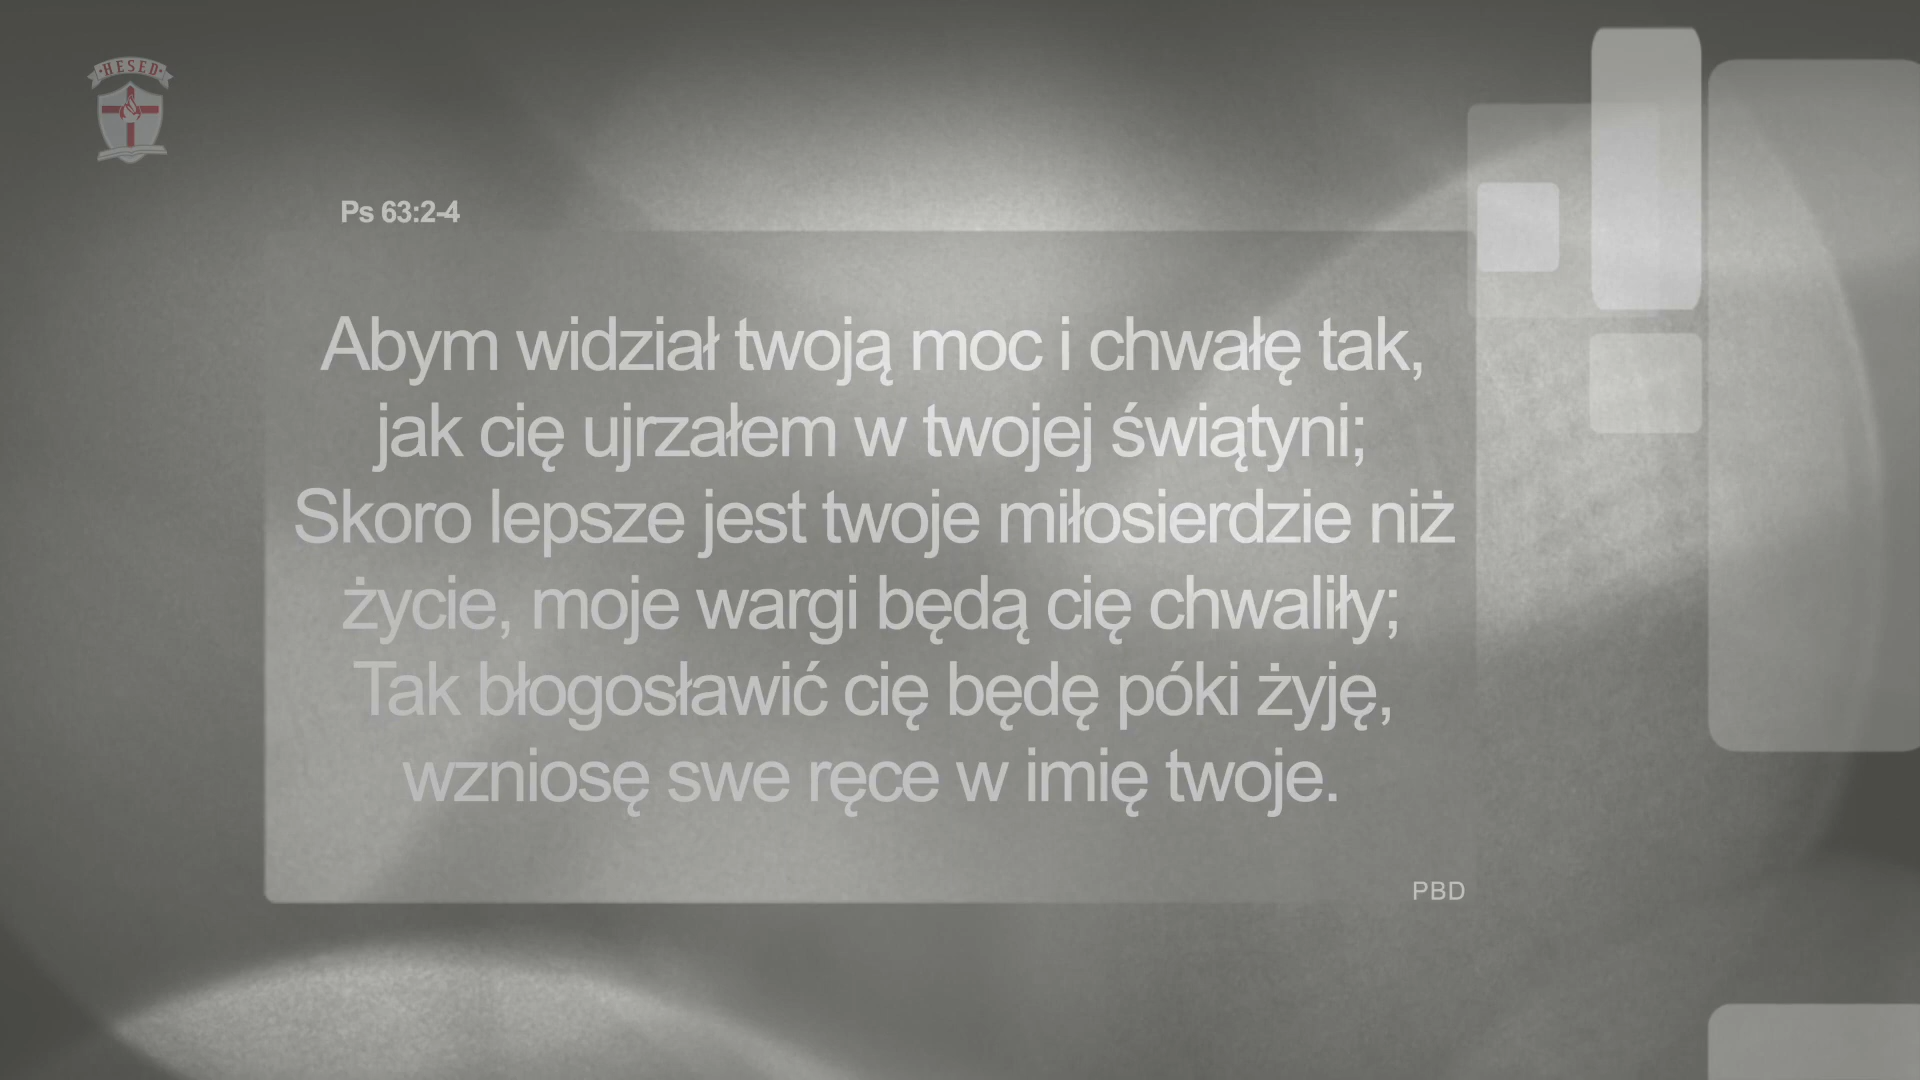 HESED
Ps 63:2-4
Abym widział twoją moc i chwałę tak,
jak cię ujrzałem w twojej świątyni;
Skoro lepsze jest twoje miłosierdzie niż
życie, moje wargi będą cię chwaliły;
Tak błogosławić cię będę póki żyję,
wzniosę swe ręce w imię twoje.
PBD